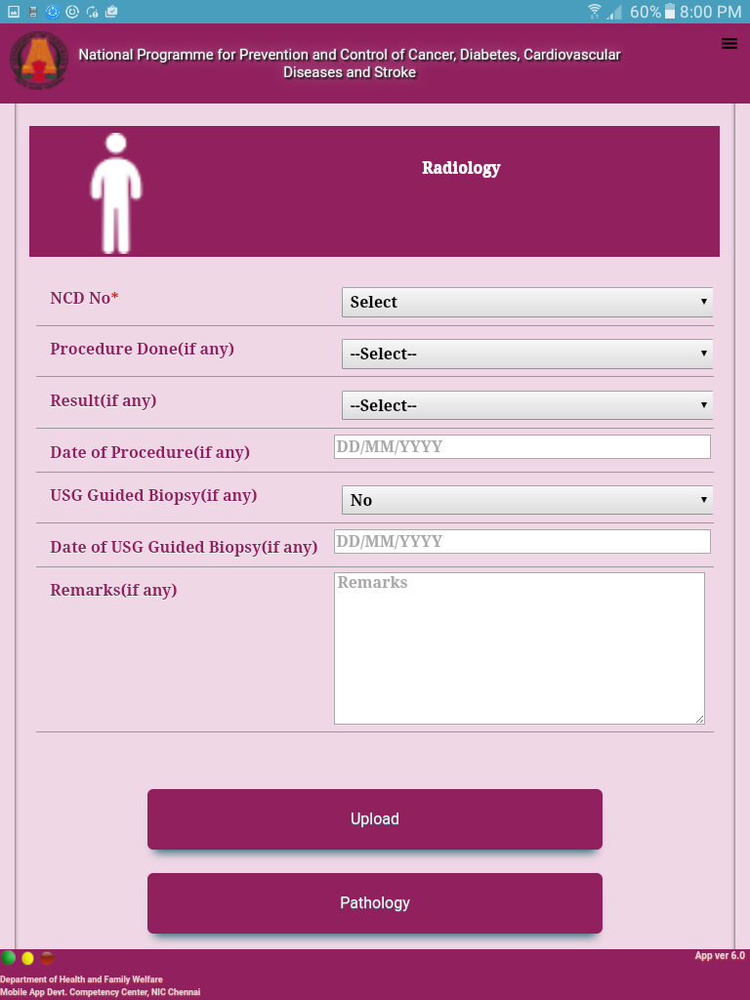 60% 8:00 PM
National Programme for Prevention and Control of Cancer, Diabetes, Cardiovascular
Diseases and Stroke
Radiology
NCD No*
Select
Procedure Done(if any)
--Select--
Result(if any)
--Select--
Date of Procedure(if any)
DD/MM/YYYY
USG Guided Biopsy(if any)
No
Date of USG Guided Biopsy(if any)
DD/MM/YYYY
Remarks(if any)
Remarks
Upload
Pathology
App ver 6.0
Department of Health and Family Welfare
Mobile App Devt. Competency Center, NIC Chennai